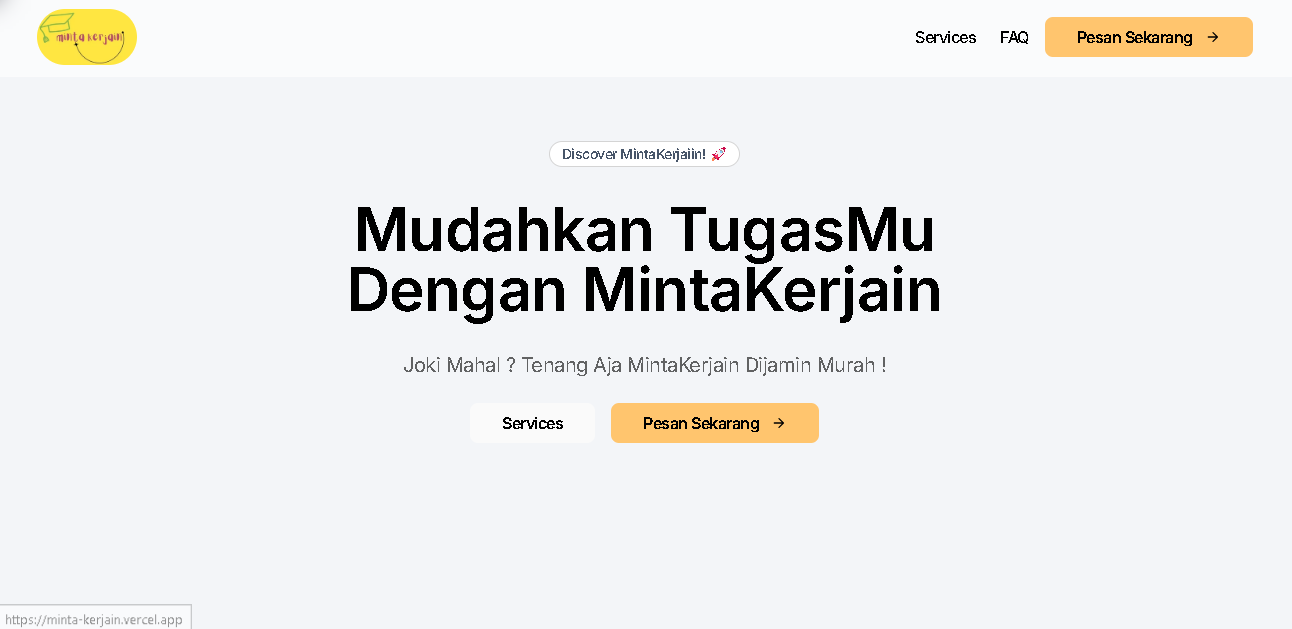 minta kerjain
Services
FAQ
Pesan Sekarang →
Discover MintaKerjaiin! 🚀
Mudahkan TugasMu
Dengan MintaKerjain
Joki Mahal ? Tenang Aja MintaKerjain Dijamin Murah !
Services
Pesan Sekarang →
https://minta-kerjain.vercel.app